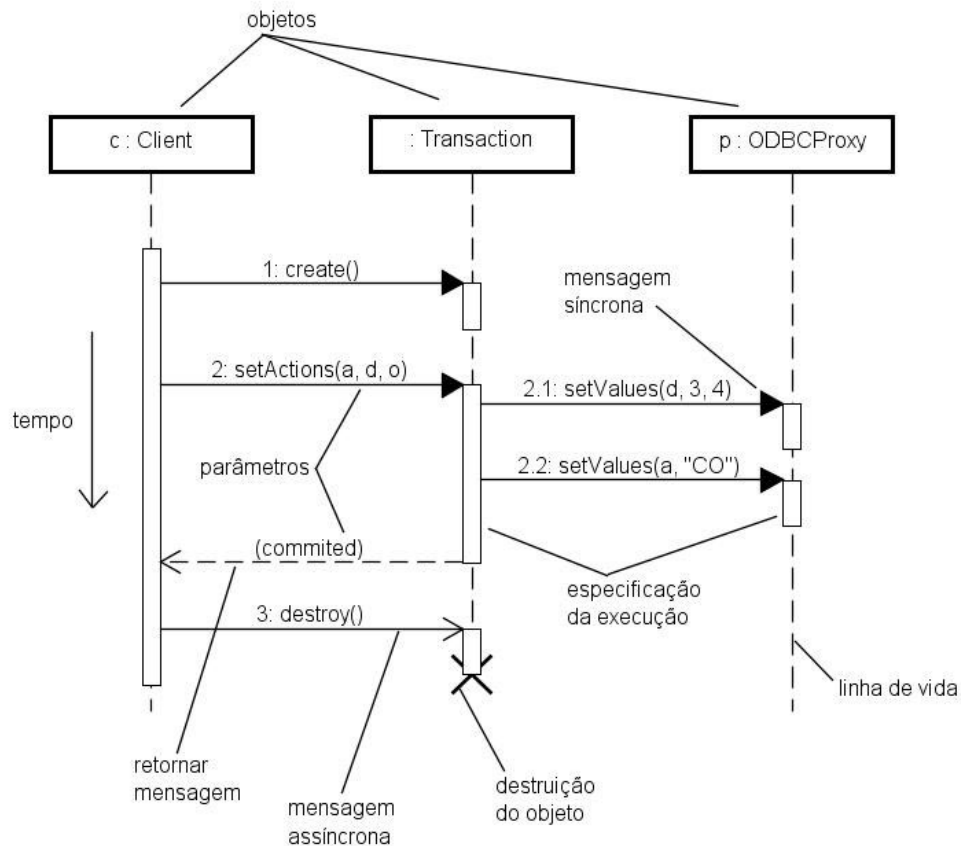 objetos
c : Client
: Transaction
p : ODBCProxy
1: create()
mensagem
síncrona
2: setActions(a, d, o)
2.1: setValues(d, 3, 4)
tempo
parâmetros
2.2: setValues(a, "CO")
(commited)
especificação
da execução
3: destroy()
linha de vida
retornar
mensagem
mensagem
assíncrona
destruição
do objeto